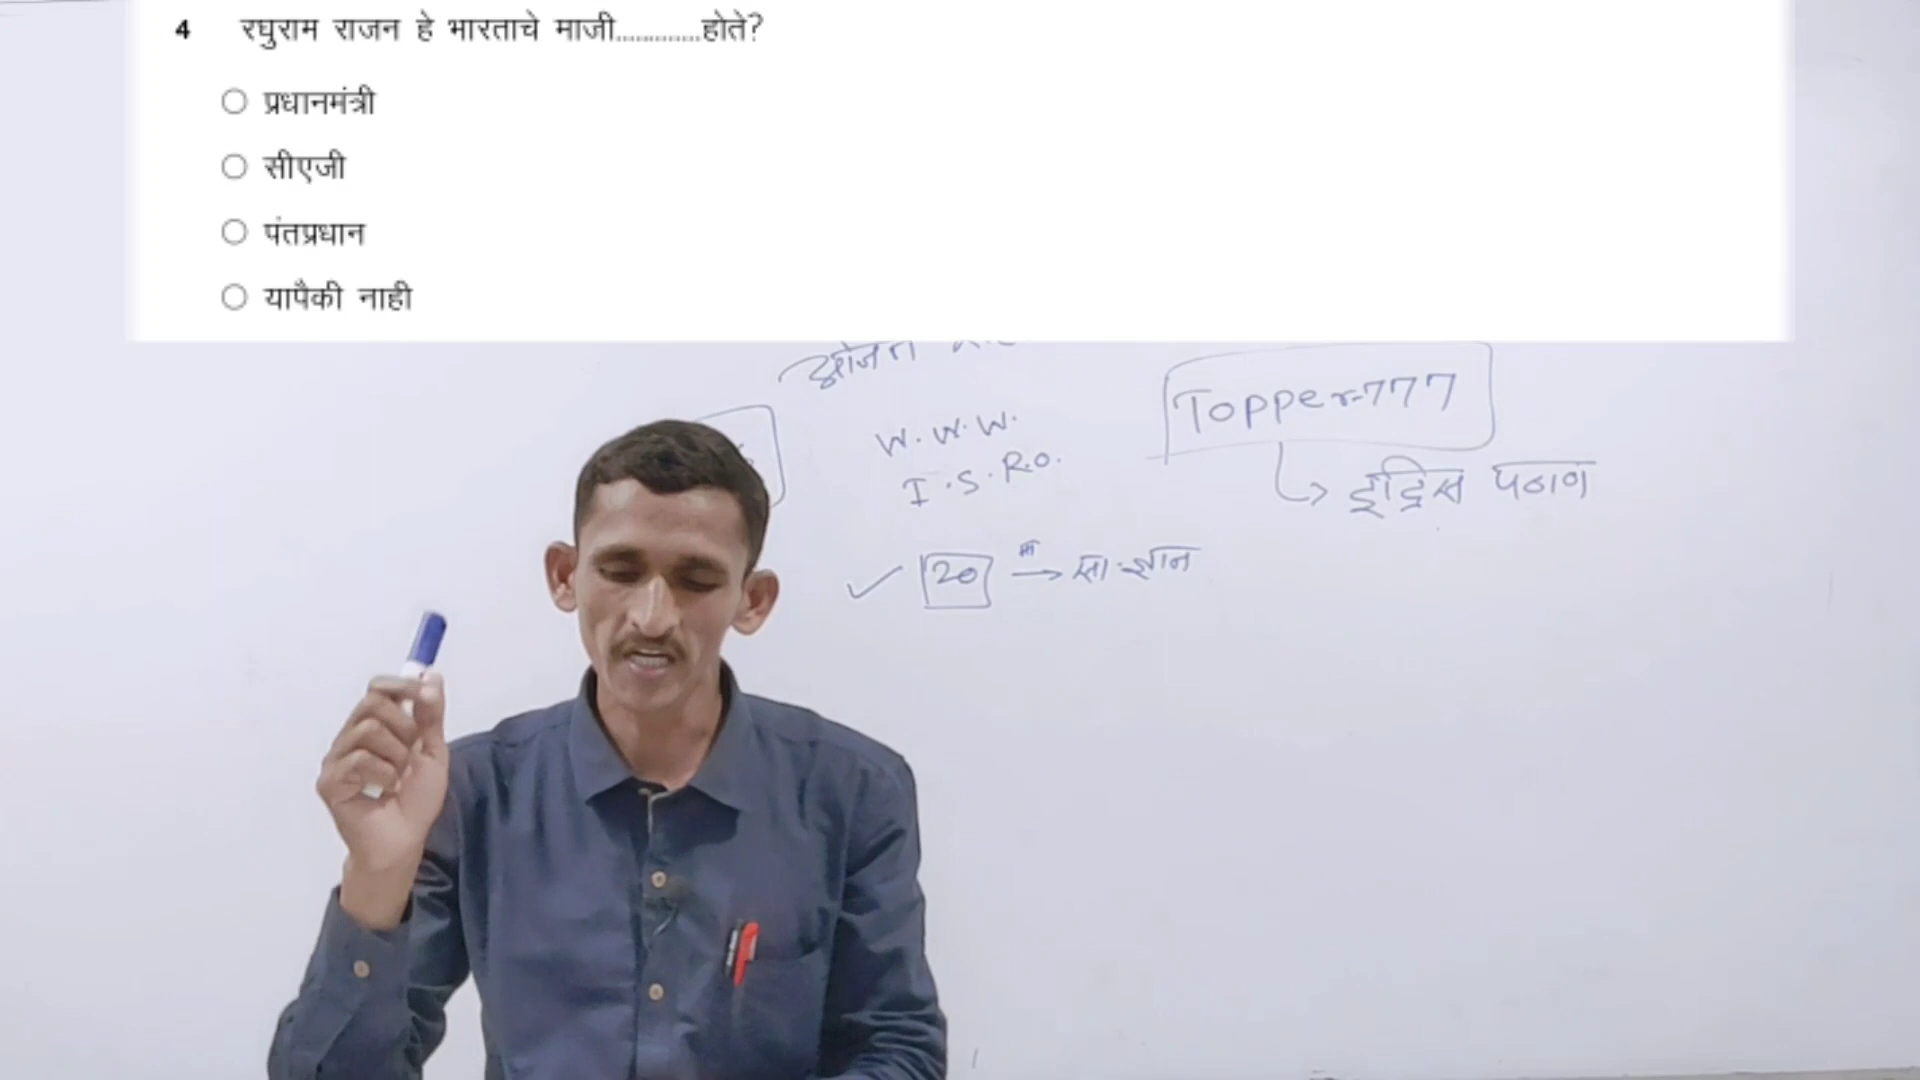 4 रघुराम राजन हे भारताचे माजी.............होते?
प्रधानमंत्री
सीएजी
पंतप्रधान
यापैकी नाही
W. W. W.
I.S.R.O.
Topper-777
इद्रिस पठाण
20 मा सा.ज्ञान